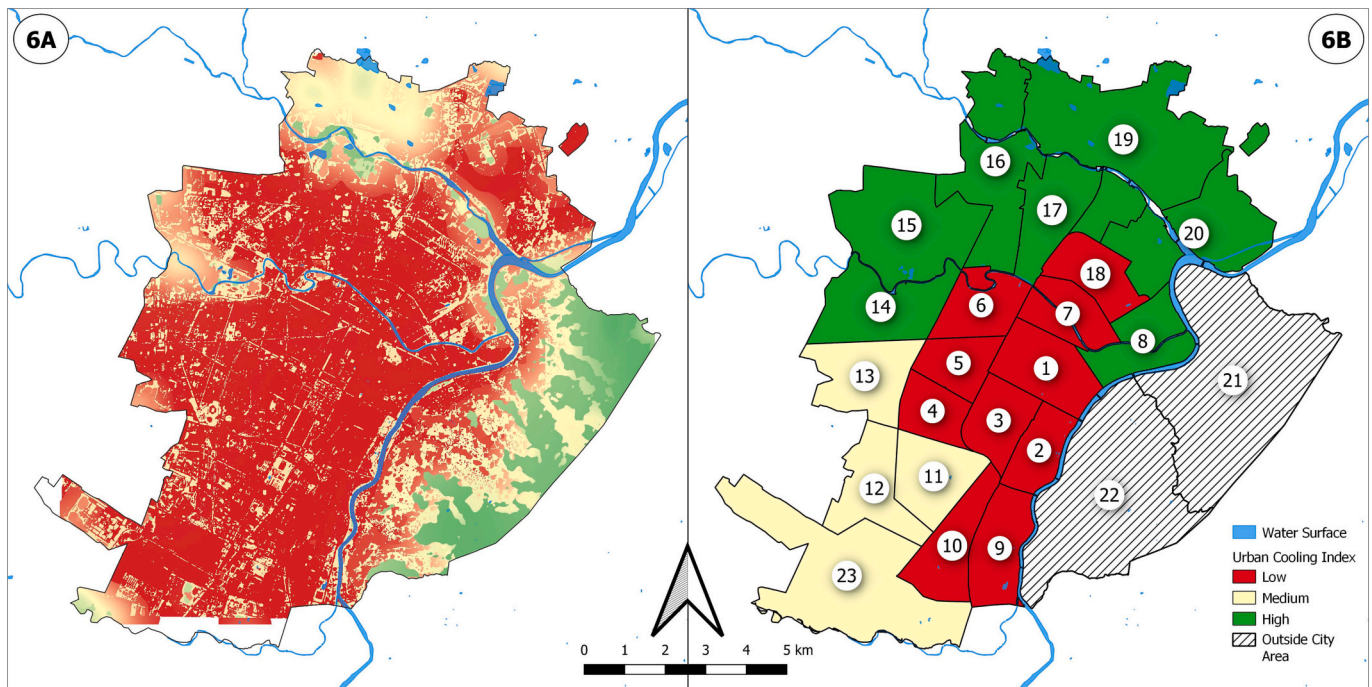 6A
6B
19
16
17
15
20
18
6
7
14
8
1
5
13
21
4
3
2
11
12
22
10
9
23
Water Surface
Urban Cooling Index
Low
Medium
High
Outside City
Area
0 1 2 3 4 5 km